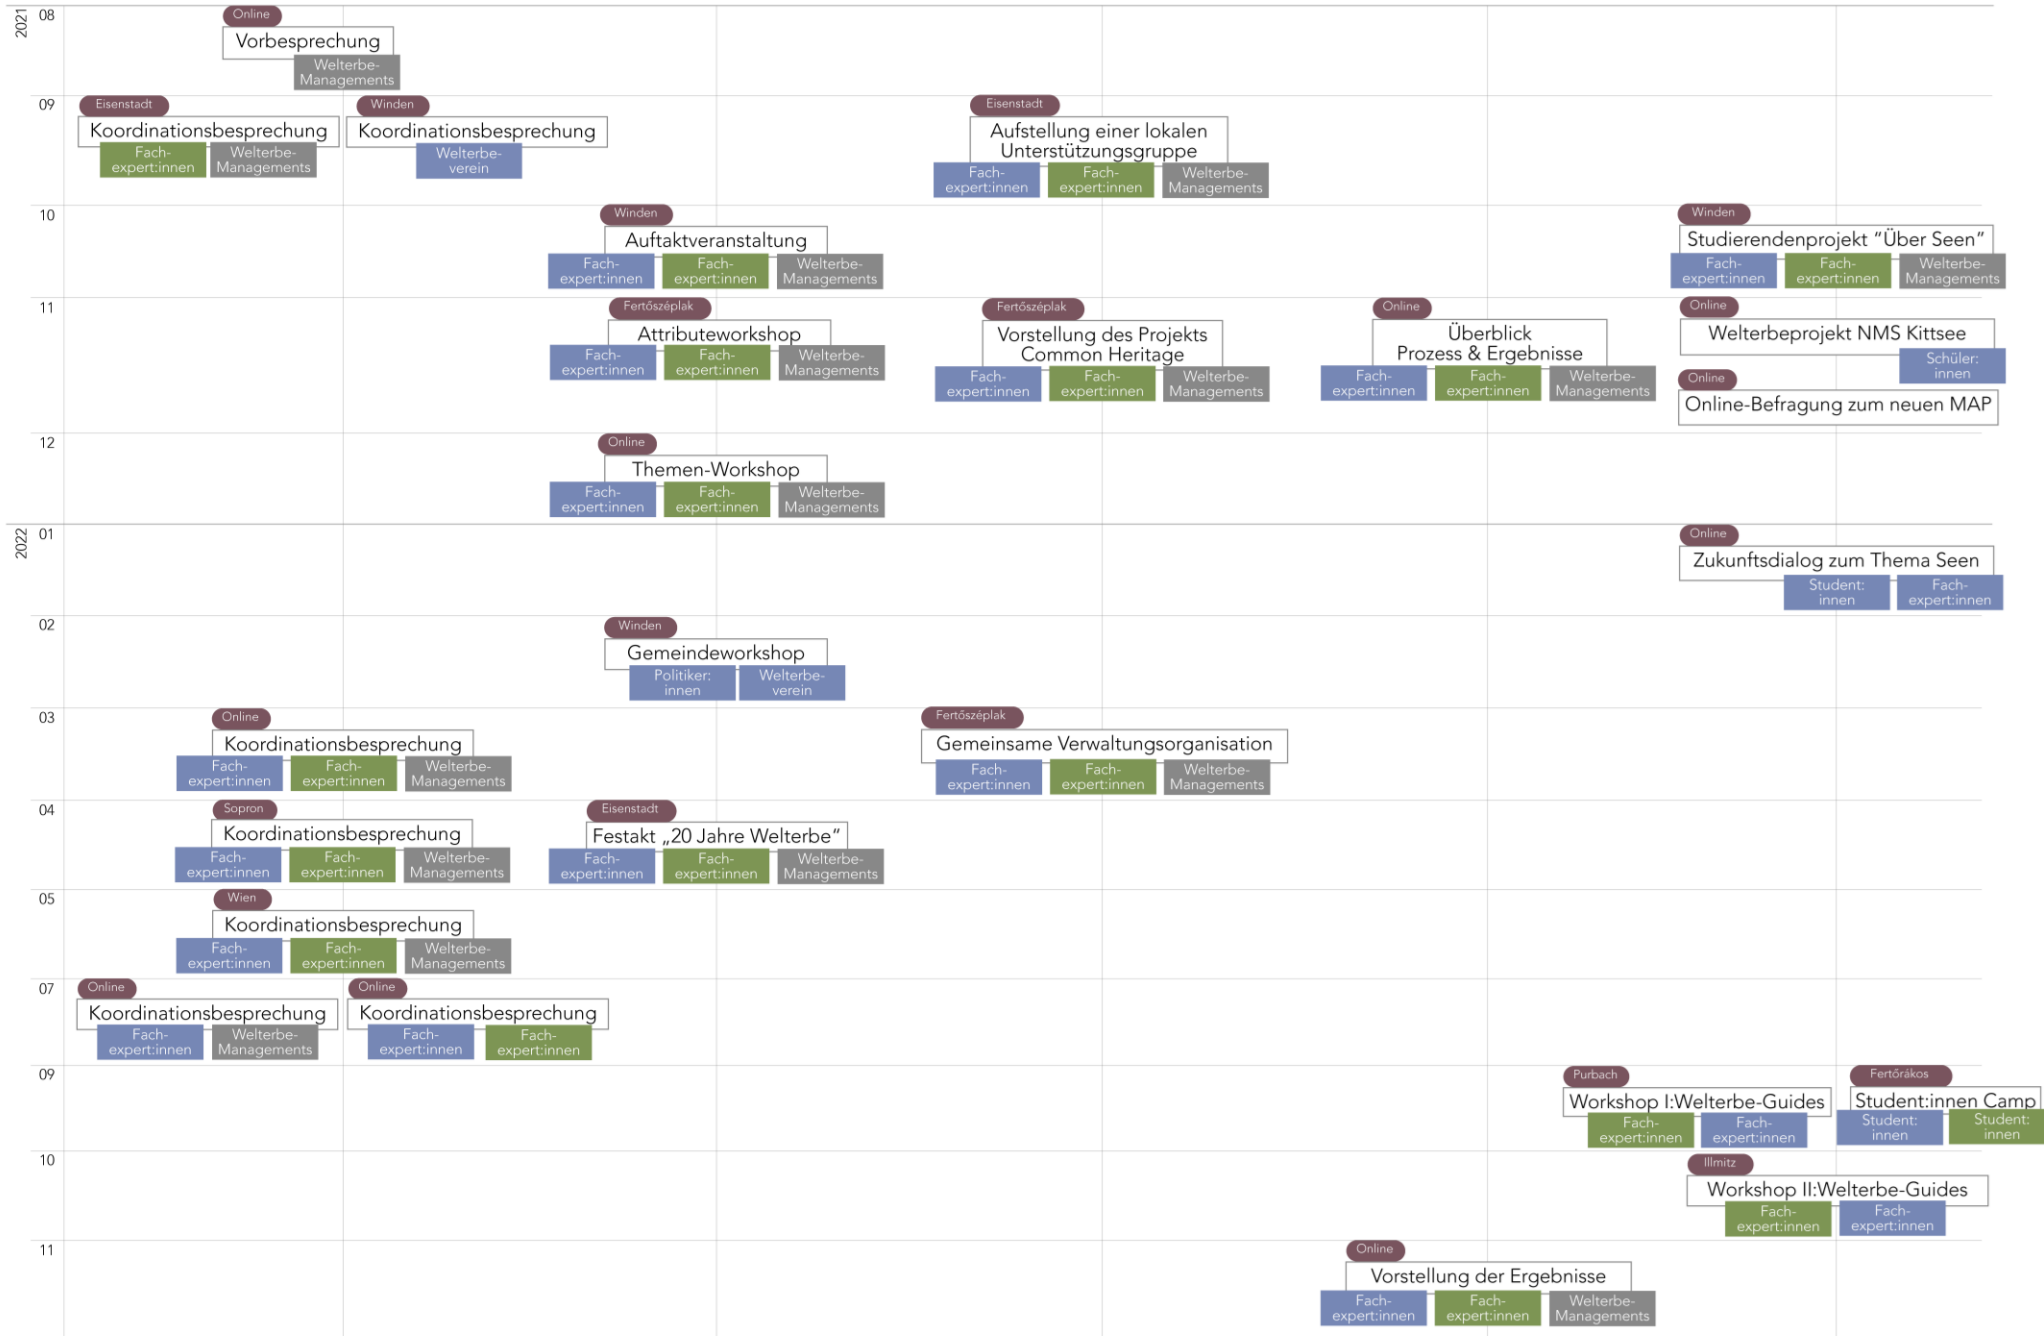 2021
08
Online
Vorbesprechung
Welterbe-
Managements
09
Eisenstadt
Koordinationsbesprechung
Fach-
expert:innen
Welterbe-
Managements
Winden
Koordinationsbesprechung
Welterbe-
verein
Eisenstadt
Aufstellung einer lokalen
Unterstützungsgruppe
Fach-
expert:innen
Fach-
expert:innen
Welterbe-
Managements
10
Winden
Auftaktveranstaltung
Fach-
expert:innen
Fach-
expert:innen
Welterbe-
Managements
Winden
Studierendenprojekt “Über Seen”
Fach-
expert:innen
Fach-
expert:innen
Welterbe-
Managements
11
Fertőszéplak
Attributeworkshop
Fach-
expert:innen
Fach-
expert:innen
Welterbe-
Managements
Fertőszéplak
Vorstellung des Projekts
Common Heritage
Fach-
expert:innen
Fach-
expert:innen
Welterbe-
Managements
Online
Überblick
Prozess & Ergebnisse
Fach-
expert:innen
Fach-
expert:innen
Welterbe-
Managements
Online
Welterbeprojekt NMS Kittsee
Schüler:
innen
Online
Online-Befragung zum neuen MAP
12
Online
Themen-Workshop
Fach-
expert:innen
Fach-
expert:innen
Welterbe-
Managements
2022
01
Online
Zukunftsdialog zum Thema Seen
Student:
innen
Fach-
expert:innen
02
Winden
Gemeindeworkshop
Politiker:
innen
Welterbe-
verein
03
Online
Koordinationsbesprechung
Fach-
expert:innen
Fach-
expert:innen
Welterbe-
Managements
Fertőszéplak
Gemeinsame Verwaltungsorganisation
Fach-
expert:innen
Fach-
expert:innen
Welterbe-
Managements
04
Sopron
Koordinationsbesprechung
Fach-
expert:innen
Fach-
expert:innen
Welterbe-
Managements
Eisenstadt
Festakt „20 Jahre Welterbe“
Fach-
expert:innen
Fach-
expert:innen
Welterbe-
Managements
05
Wien
Koordinationsbesprechung
Fach-
expert:innen
Fach-
expert:innen
Welterbe-
Managements
07
Online
Koordinationsbesprechung
Fach-
expert:innen
Welterbe-
Managements
Online
Koordinationsbesprechung
Fach-
expert:innen
Fach-
expert:innen
09
Purbach
Workshop I:Welterbe-Guides
Fach-
expert:innen
Fach-
expert:innen
Fertőrákos
Student:innen Camp
Student:
innen
Student:
innen
10
Illmitz
Workshop II:Welterbe-Guides
Fach-
expert:innen
Fach-
expert:innen
11
Online
Vorstellung der Ergebnisse
Fach-
expert:innen
Fach-
expert:innen
Welterbe-
Managements